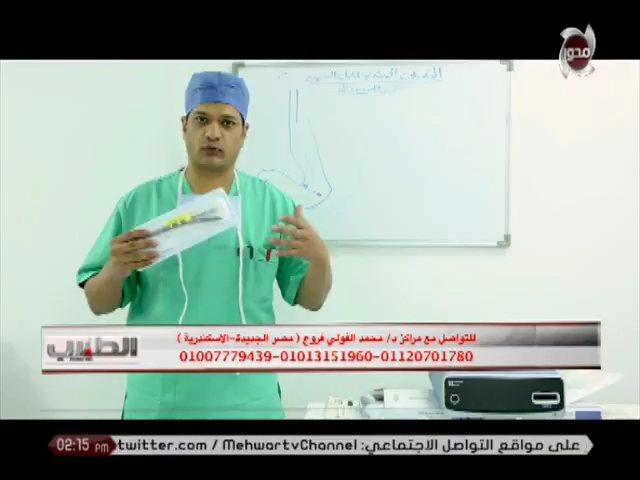 محور
للتواصل مع مراكز د/ محمد الفولي فروع ( مصر الجديدة-الاسكندرية )
الطبيب
01007779439-01013151960-01120701780
02:15 PM
على مواقع التواصل الاجتماعي: twitter.com / MehwartvChannel